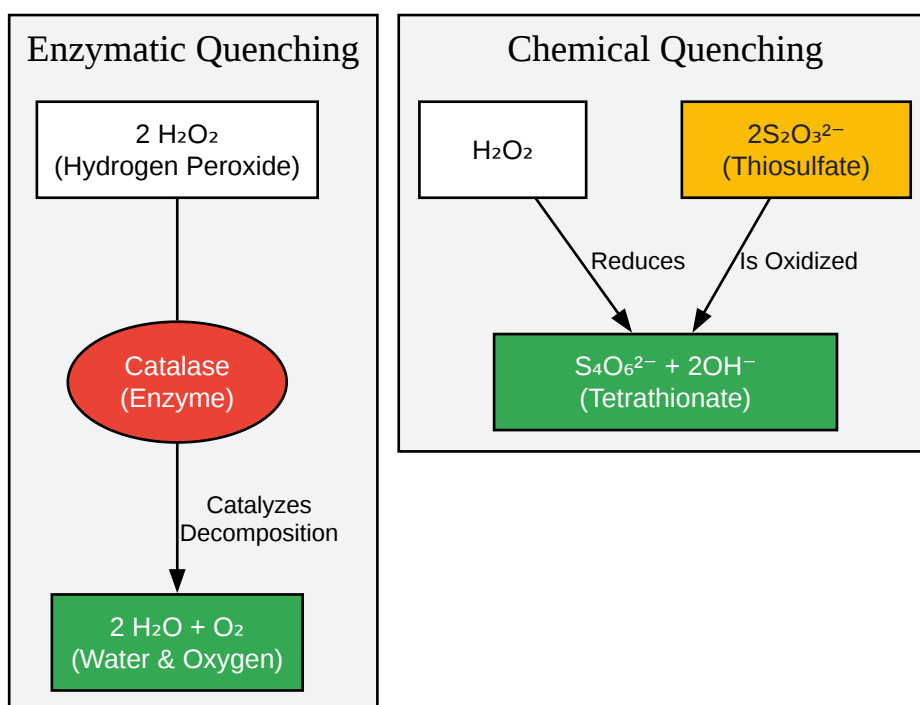 Enzymatic Quenching
2 H₂O₂
(Hydrogen Peroxide)
Catalase
(Enzyme)
Catalyzes
Decomposition
2 H₂O + O₂
(Water & Oxygen)
Chemical Quenching
H₂O₂
2S₂O₃²⁻
(Thiosulfate)
Reduces
Is Oxidized
S₄O₆²⁻ + 2OH⁻
(Tetrathionate)